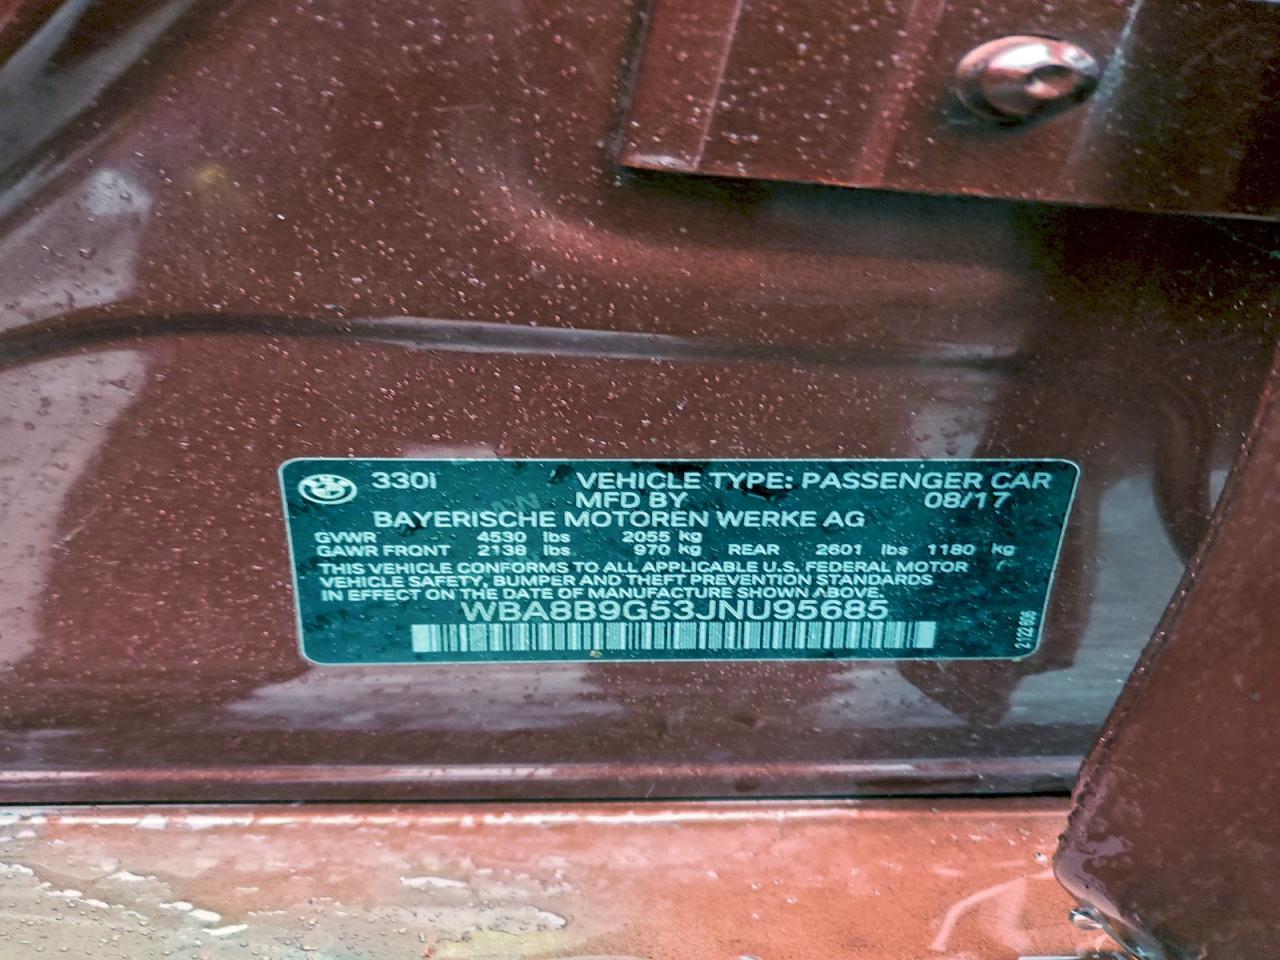 330i VEHICLE TYPE: PASSENGER CAR
MFD BY 08/17
BAYERISCHE MOTOREN WERKE AG
GVWR 4530 lbs 2055 kg
GAWR FRONT 2138 lbs 970 kg REAR 2601 lbs 1180 kg
THIS VEHICLE CONFORMS TO ALL APPLICABLE U.S. FEDERAL MOTOR
VEHICLE SAFETY, BUMPER AND THEFT PREVENTION STANDARDS
IN EFFECT ON THE DATE OF MANUFACTURE SHOWN ABOVE.
WBA8B9G53JNU95685